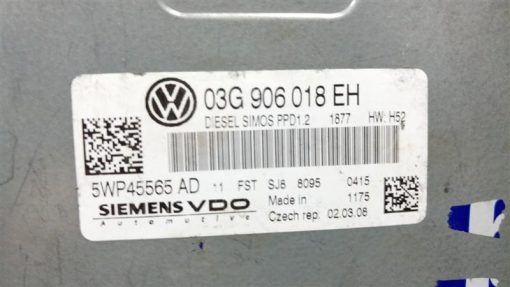 03G 906 018 EH
DIESEL SIMOS PPD1.2 1877 HW: H52
5WP45565 AD 11 FST SJ8 8095 0415
SIEMENS VDO Made in 1175
Automotive Czech rep. 02.03.08